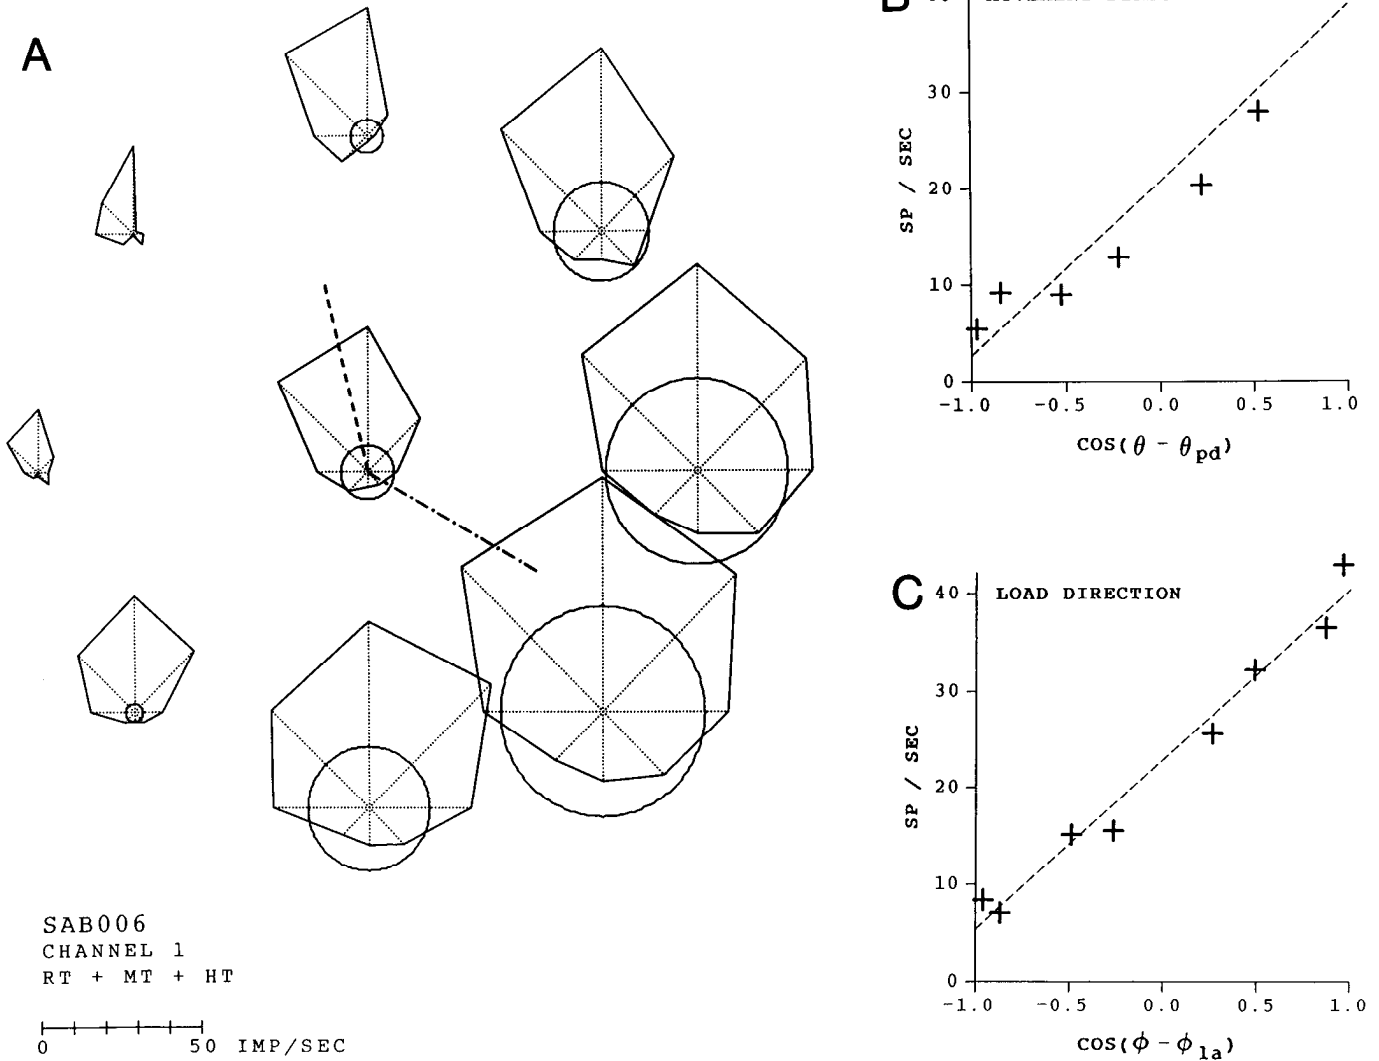 A
SAB006
CHANNEL 1
RT + MT + HT
0 50 IMP/SEC
B
30
20
10
0
SP / SEC
-1.0 -0.5 0.0 0.5 1.0
COS(θ - θpd)
C
LOAD DIRECTION
40
30
20
10
0
SP / SEC
-1.0 -0.5 0.0 0.5 1.0
COS(ϕ - ϕla)